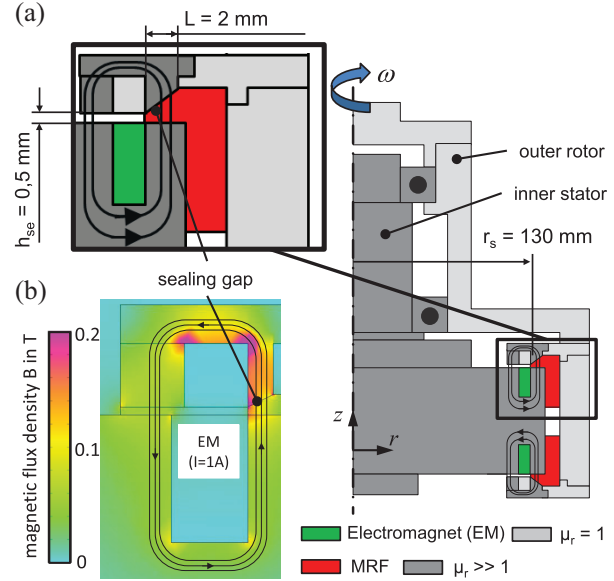 (a)
L = 2 mm
h_se = 0,5 mm
ω
outer rotor
inner stator
r_s = 130 mm
sealing gap
(b)
magnetic flux density B in T
0.2
0.1
0
EM
(I=1A)
z
r
Electromagnet (EM)
μ_r = 1
MRF
μ_r >> 1